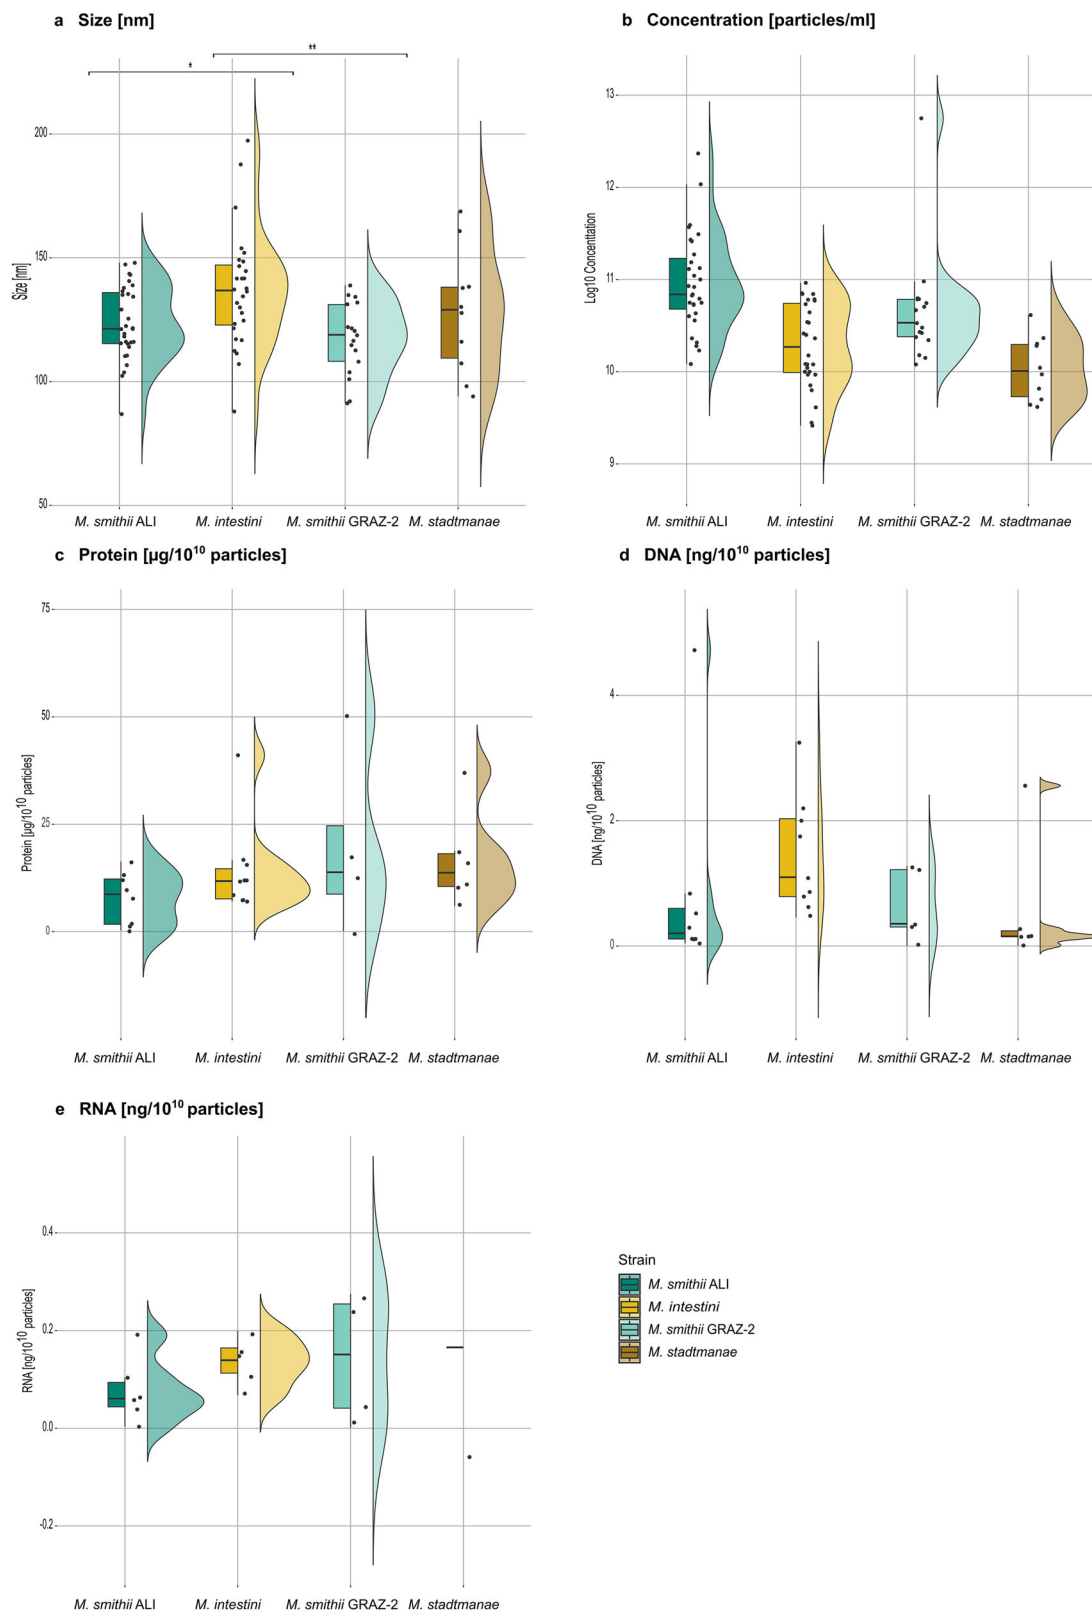 a Size [nm]
b Concentration [particles/ml]
**
*
200
150
100
50
Size [nm]
M. smithii ALI
M. intestini
M. smithii GRAZ-2
M. stadtmanae
13
12
11
10
9
Log10 Concenttation
M. smithii ALI
M. intestini
M. smithii GRAZ-2
M. stadtmanae
c Protein [µg/10¹⁰ particles]
d DNA [ng/10¹⁰ particles]
75
50
25
0
Protein [µg/10¹⁰ particles]
M. smithii ALI
M. intestini
M. smithii GRAZ-2
M. stadtmanae
4
2
0
DNA [ng/10¹⁰ particles]
M. smithii ALI
M. intestini
M. smithii GRAZ-2
M. stadtmanae
e RNA [ng/10¹⁰ particles]
0.4
0.2
0.0
-0.2
RNA [ng/10¹⁰ particles]
M. smithii ALI
M. intestini
M. smithii GRAZ-2
M. stadtmanae
Strain
M. smithii ALI
M. intestini
M. smithii GRAZ-2
M. stadtmanae